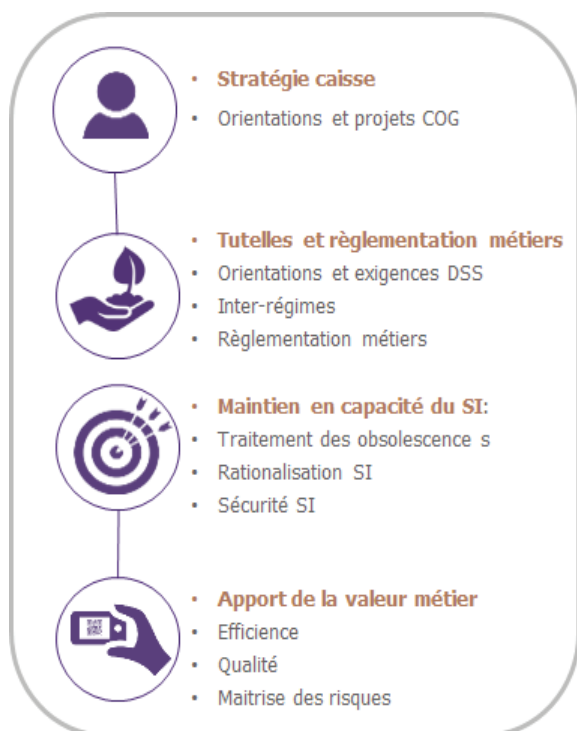 • Stratégie caisse
• Orientations et projets COG
• Tutelles et règlementation métiers
• Orientations et exigences DSS
• Inter-régimes
• Règlementation métiers
• Maintien en capacité du SI:
• Traitement des obsolescence s
• Rationalisation SI
• Sécurité SI
• Apport de la valeur métier
• Efficience
• Qualité
• Maitrise des risques